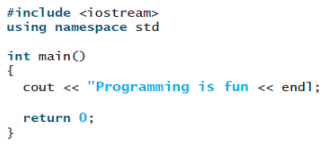 #include <iostream>
using namespace std
int main()
{
cout << "Programming is fun << endl;
return 0;
}